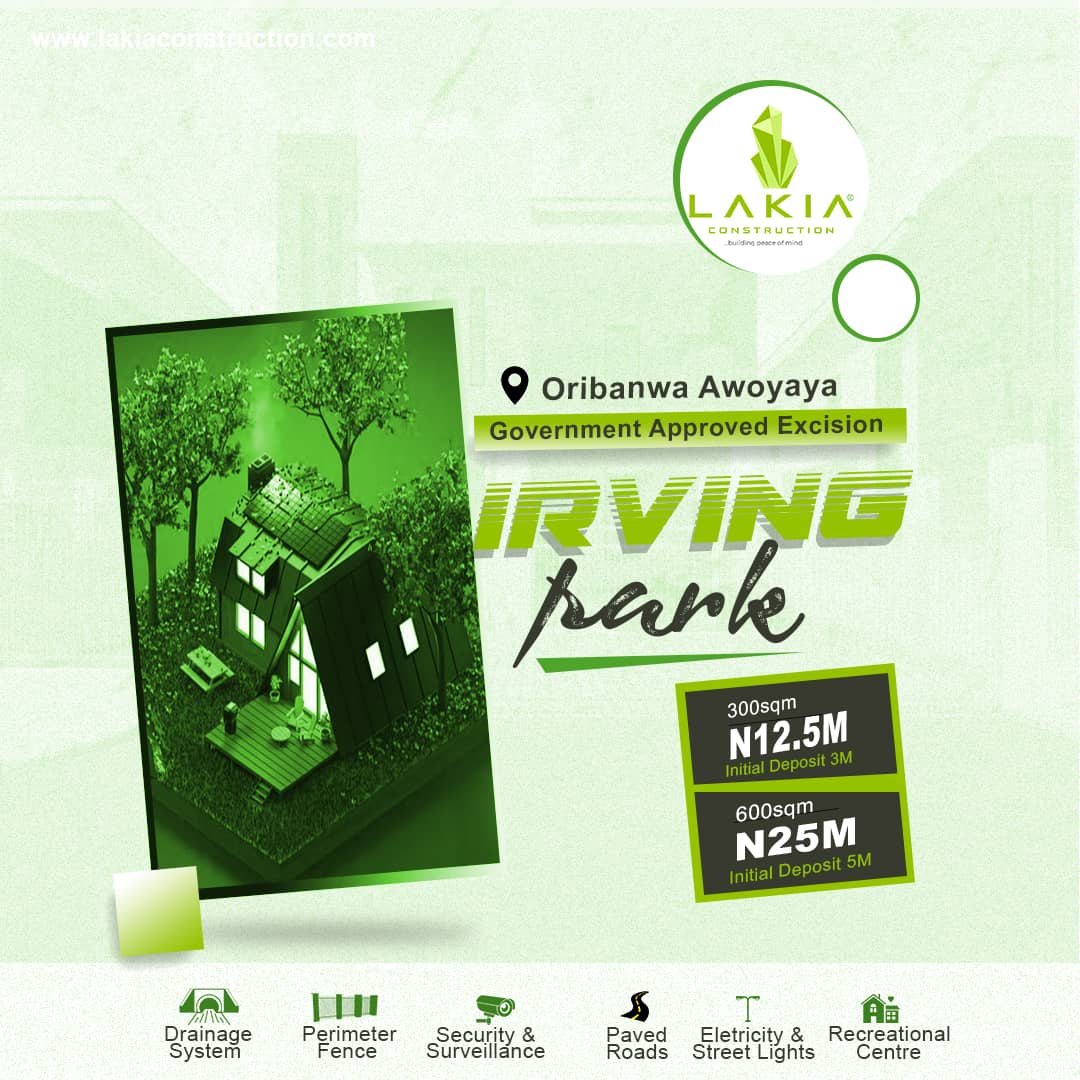 www.lakiaconstruction.com
LAKIA®
CONSTRUCTION
...building peace of mind
Oribanwa Awoyaya
Government Approved Excision
IRVING
park
300sqm
N12.5M
Initial Deposit 3M
600sqm
N25M
Initial Deposit 5M
Drainage
System
Perimeter
Fence
Security &
Surveillance
Paved
Roads
Eletricity &
Street Lights
Recreational
Centre